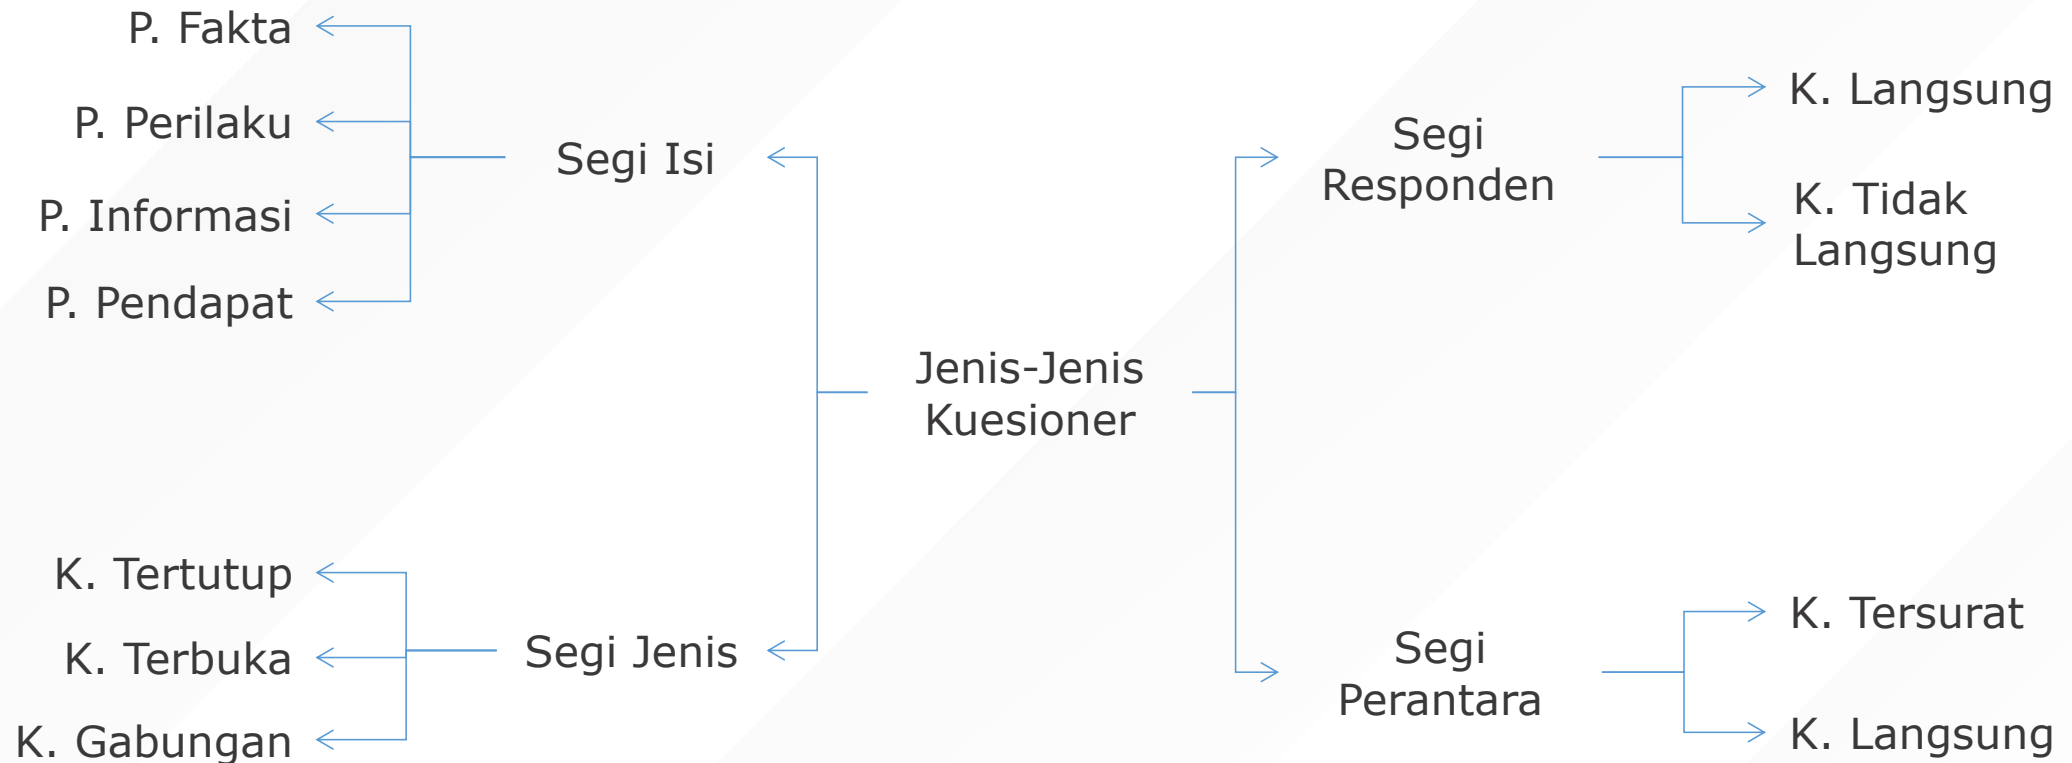 P. Fakta
P. Perilaku
P. Informasi
P. Pendapat
Segi Isi
K. Tertutup
K. Terbuka
K. Gabungan
Segi Jenis
Jenis-Jenis
Kuesioner
Segi
Responden
K. Langsung
K. Tidak
Langsung
Segi
Perantara
K. Tersurat
K. Langsung